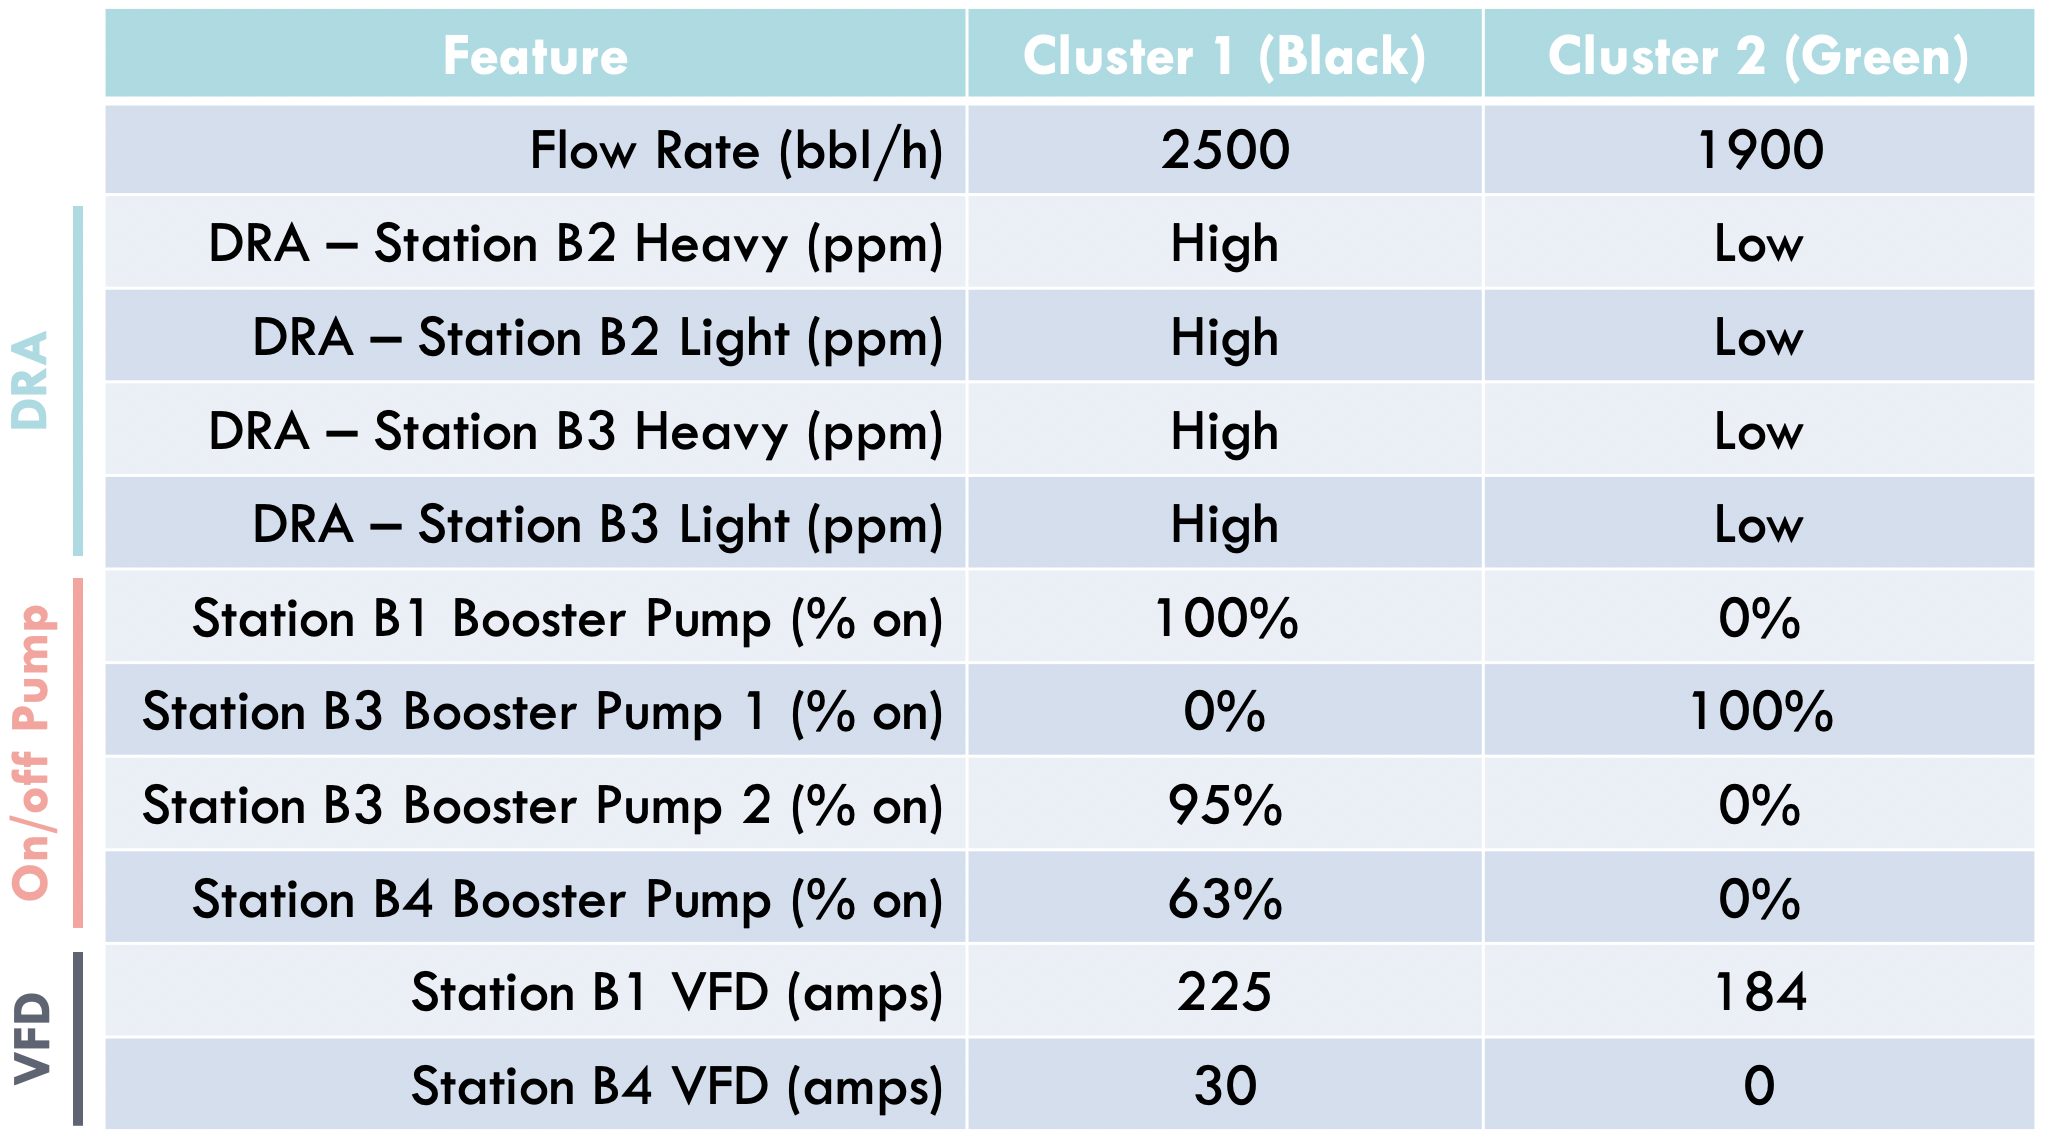 Feature Cluster 1 (Black) Cluster 2 (Green)
Flow Rate (bbl/h) 2500 1900
DRA
DRA – Station B2 Heavy (ppm) High Low
DRA – Station B2 Light (ppm) High Low
DRA – Station B3 Heavy (ppm) High Low
DRA – Station B3 Light (ppm) High Low
On/off Pump
Station B1 Booster Pump (% on) 100% 0%
Station B3 Booster Pump 1 (% on) 0% 100%
Station B3 Booster Pump 2 (% on) 95% 0%
Station B4 Booster Pump (% on) 63% 0%
VFD
Station B1 VFD (amps) 225 184
Station B4 VFD (amps) 30 0